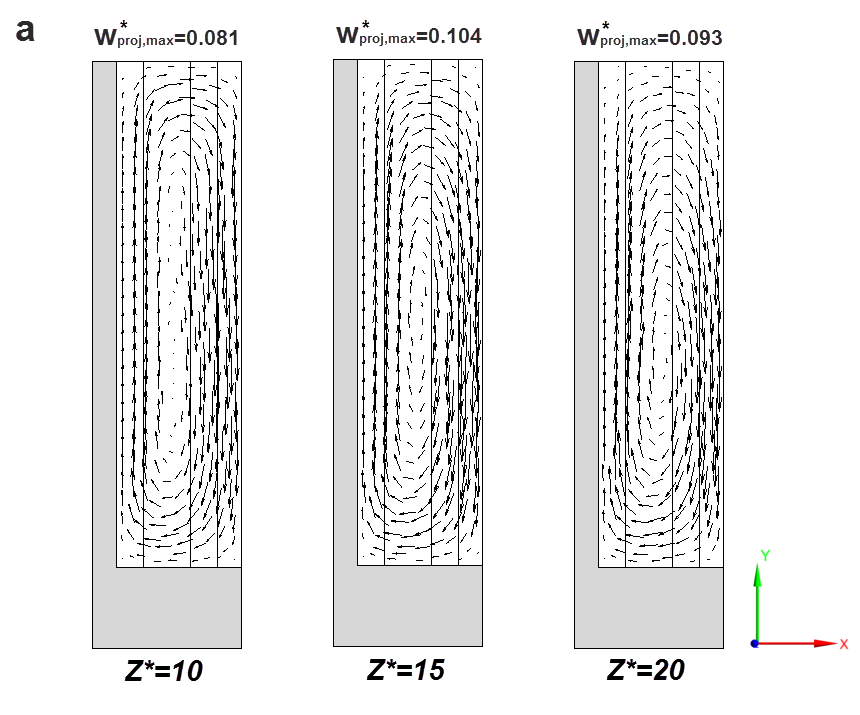 a
W*proj,max=0.081
W*proj,max=0.104
W*proj,max=0.093
Y
X
Z*=10
Z*=15
Z*=20